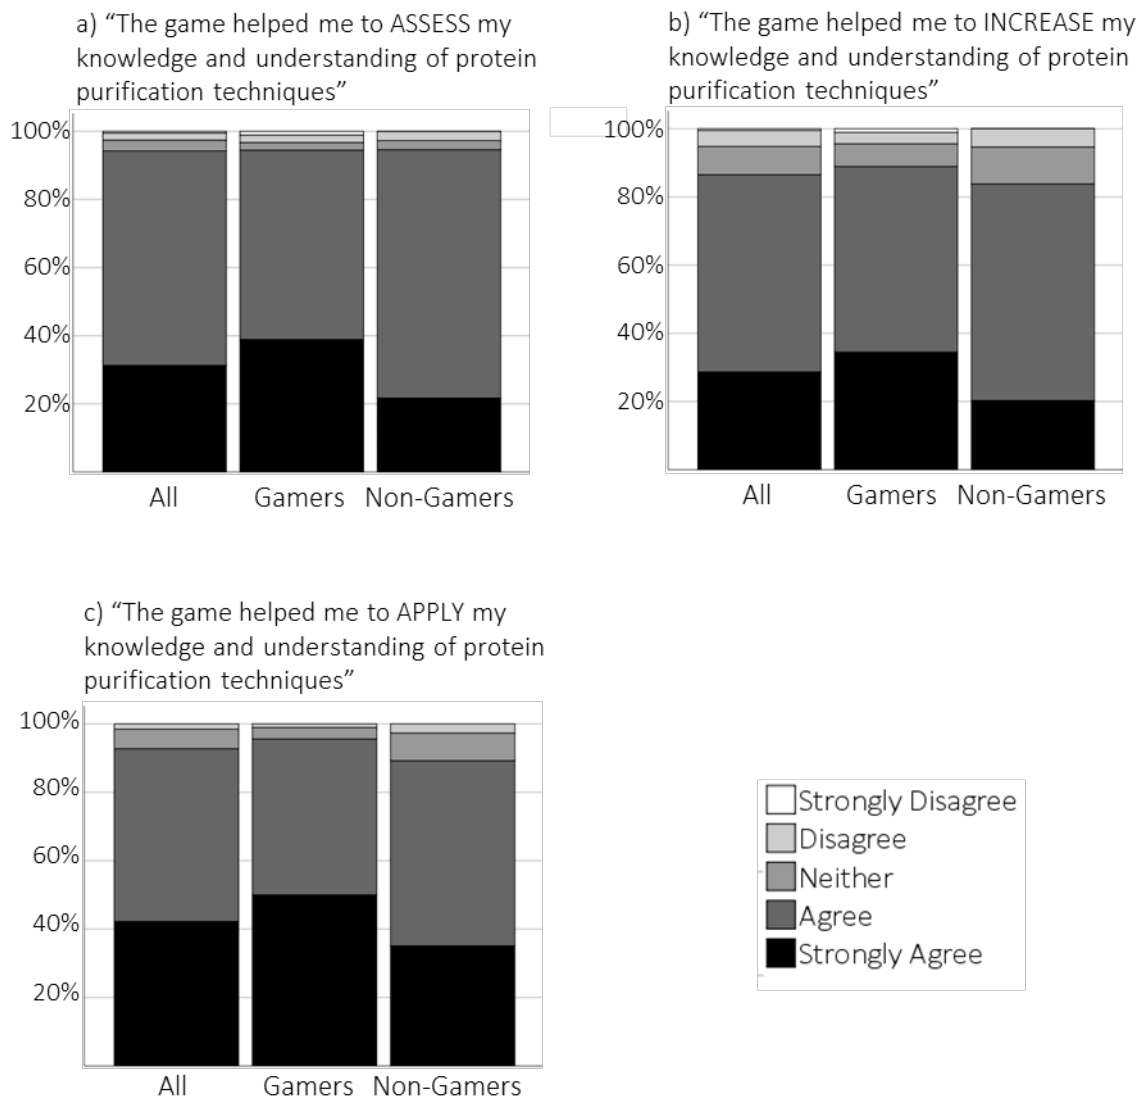 a) “The game helped me to ASSESS my
knowledge and understanding of protein
purification techniques”
100%
80%
60%
40%
20%
All Gamers Non-Gamers
b) “The game helped me to INCREASE my
knowledge and understanding of protein
purification techniques”
100%
80%
60%
40%
20%
All Gamers Non-Gamers
c) “The game helped me to APPLY my
knowledge and understanding of protein
purification techniques”
100%
80%
60%
40%
20%
All Gamers Non-Gamers
Strongly Disagree
Disagree
Neither
Agree
Strongly Agree